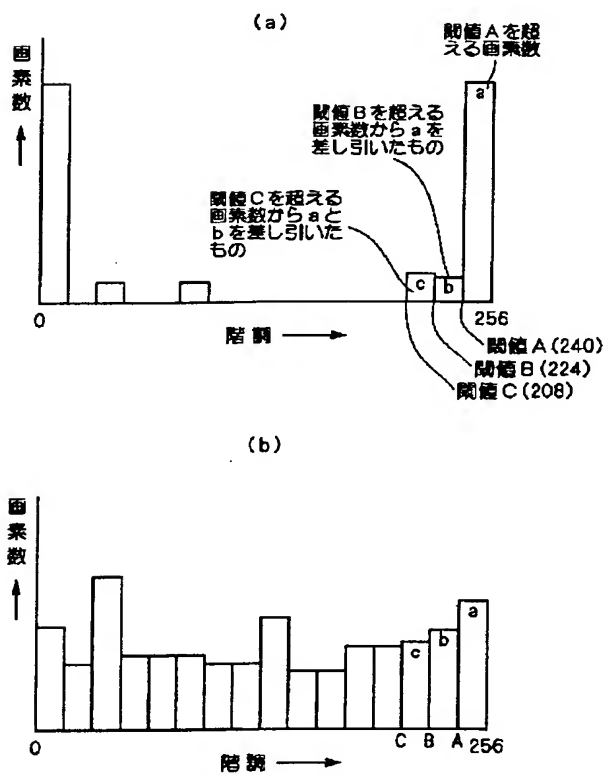 (a)
画素数
閾値Aを超
える画素数
a
閾値Bを超える
画素数からaを
差し引いたもの
閾値Cを超える
画素数からaと
bを差し引いた
もの
c
b
0
256
階調
閾値A(240)
閾値B(224)
閾値C(208)
(b)
画素数
a
b
c
0
C
B
A
256
階調